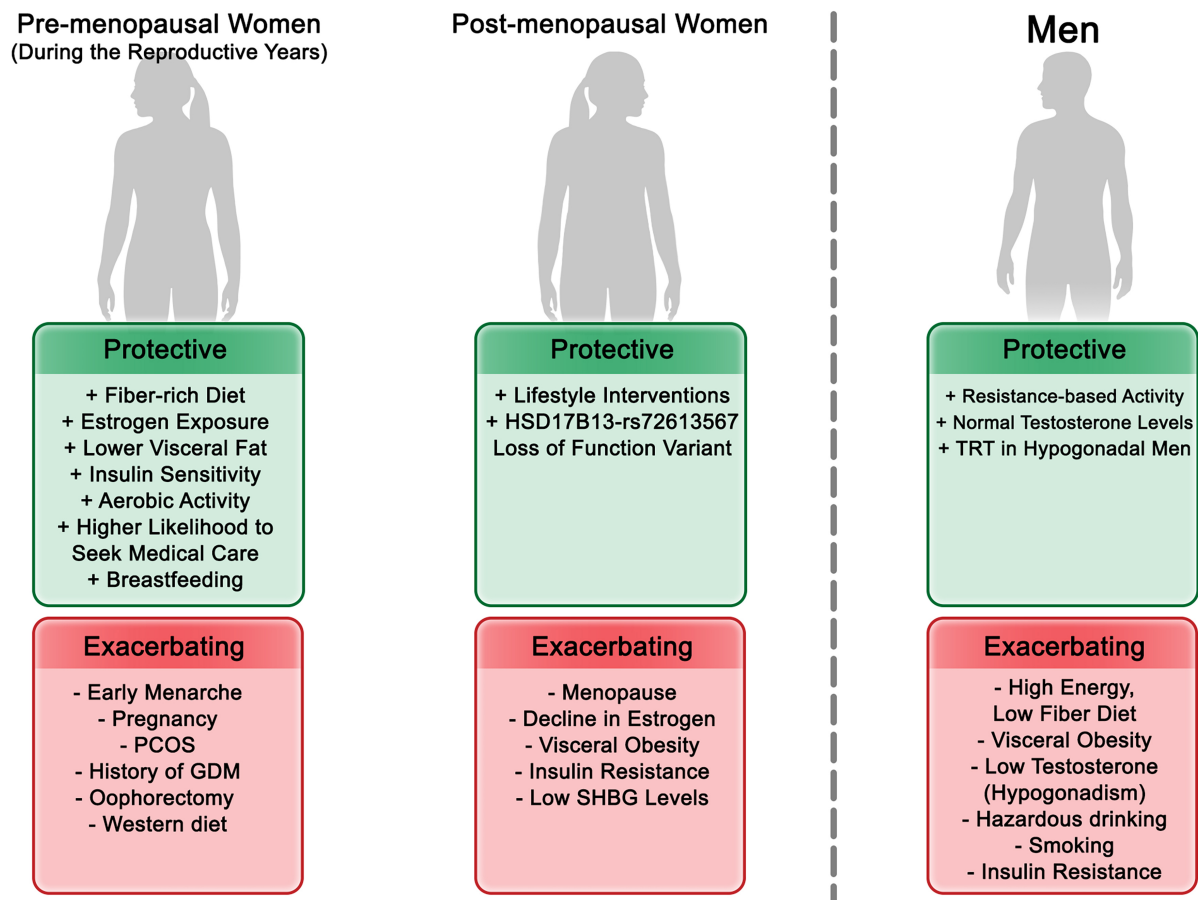 Pre-menopausal Women
(During the Reproductive Years)
Protective
+ Fiber-rich Diet
+ Estrogen Exposure
+ Lower Visceral Fat
+ Insulin Sensitivity
+ Aerobic Activity
+ Higher Likelihood to
Seek Medical Care
+ Breastfeeding
Exacerbating
- Early Menarche
- Pregnancy
- PCOS
- History of GDM
- Oophorectomy
- Western diet
Post-menopausal Women
Protective
+ Lifestyle Interventions
+ HSD17B13-rs72613567
Loss of Function Variant
Exacerbating
- Menopause
- Decline in Estrogen
- Visceral Obesity
- Insulin Resistance
- Low SHBG Levels
Men
Protective
+ Resistance-based Activity
+ Normal Testosterone Levels
+ TRT in Hypogonadal Men
Exacerbating
- High Energy,
Low Fiber Diet
- Visceral Obesity
- Low Testosterone
(Hypogonadism)
- Hazardous drinking
- Smoking
- Insulin Resistance